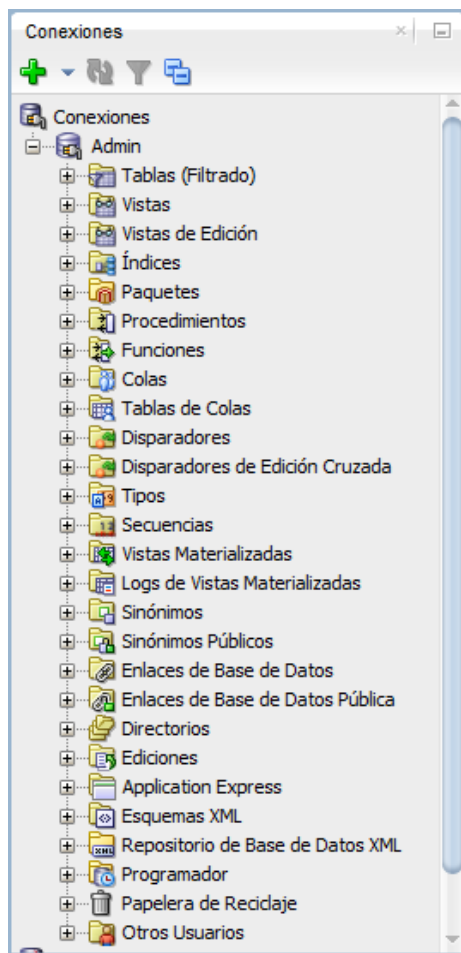 Conexiones
Conexiones
Admin
Tablas (Filtrado)
Vistas
Vistas de Edición
Índices
Paquetes
Procedimientos
Funciones
Colas
Tablas de Colas
Disparadores
Disparadores de Edición Cruzada
Tipos
Secuencias
Vistas Materializadas
Logs de Vistas Materializadas
Sinónimos
Sinónimos Públicos
Enlaces de Base de Datos
Enlaces de Base de Datos Pública
Directorios
Ediciones
Application Express
Esquemas XML
Repositorio de Base de Datos XML
Programador
Papelera de Reciclaje
Otros Usuarios